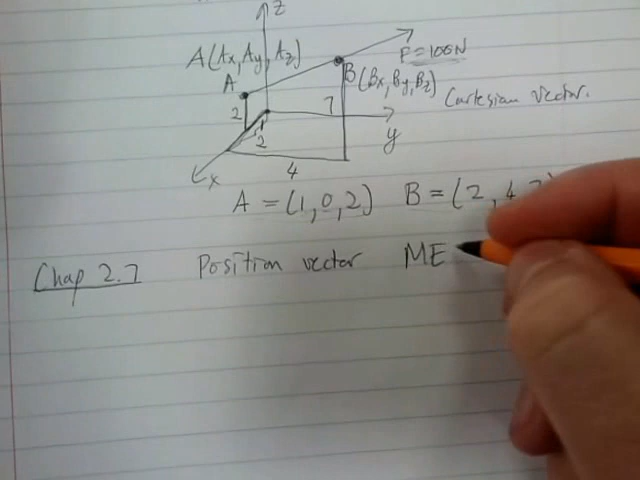 z
A(Ax, Ay, Az)
F = 100N
A
B(Bx, By, Bz)
Cartesian vector.
2
7
1
2
y
4
x
A = (1, 0, 2) B = (2, 4, 7)
Chap 2.7 Position vector ME